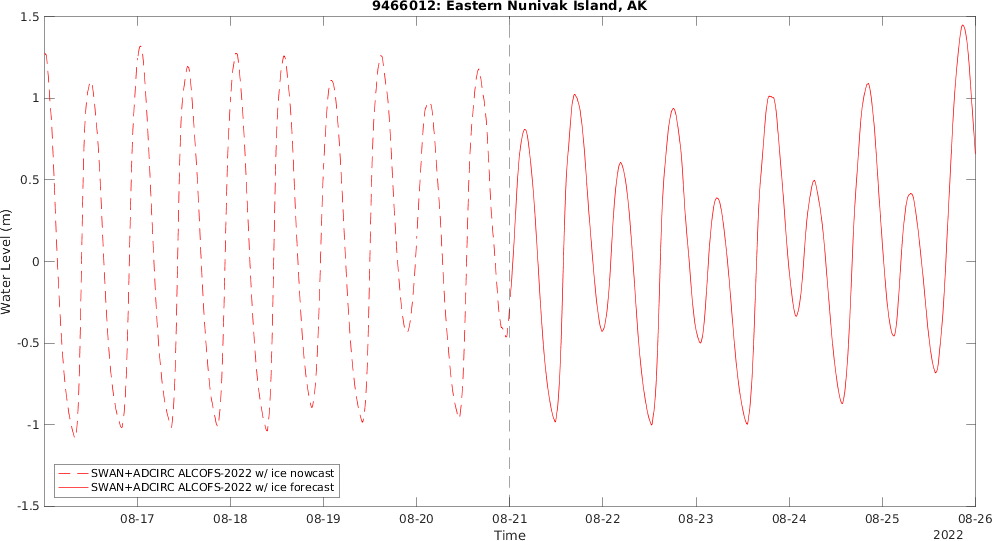 9466012: Eastern Nunivak Island, AK
1.5
1
0.5
0
-0.5
-1
-1.5
Water Level (m)
SWAN+ADCIRC ALCOFS-2022 w/ ice nowcast
SWAN+ADCIRC ALCOFS-2022 w/ ice forecast
08-17 08-18 08-19 08-20 08-21 08-22 08-23 08-24 08-25 08-26
Time
2022